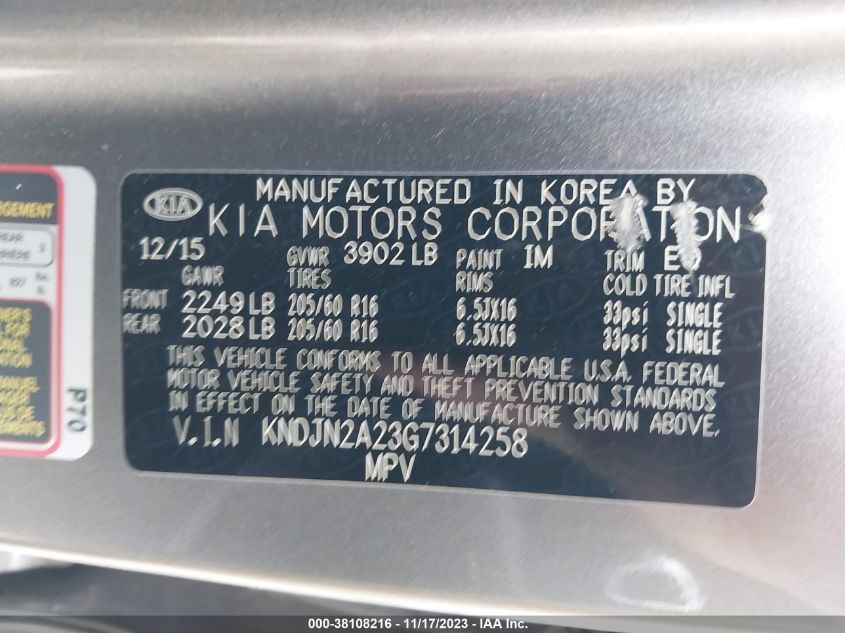 MANUFACTURED IN KOREA BY
KIA
KIA MOTORS CORPORATION
12/15 GVWR 3902 LB PAINT IM TRIM
GAWR TIRES RIMS COLD TIRE INFL
FRONT 2249 LB 205/60 R16 6.5JX16 33psi SINGLE
REAR 2028 LB 205/60 R16 6.5JX16 33psi SINGLE
THIS VEHICLE CONFORMS TO ALL APPLICABLE U.S.A. FEDERAL
MOTOR VEHICLE SAFETY AND THEFT PREVENTION STANDARDS
IN EFFECT ON THE DATE OF MANUFACTURE SHOWN ABOVE.
V.I.N KNDJN2A23G7314258
MPV
P70
000-38108216 - 11/17/2023 - IAA Inc.